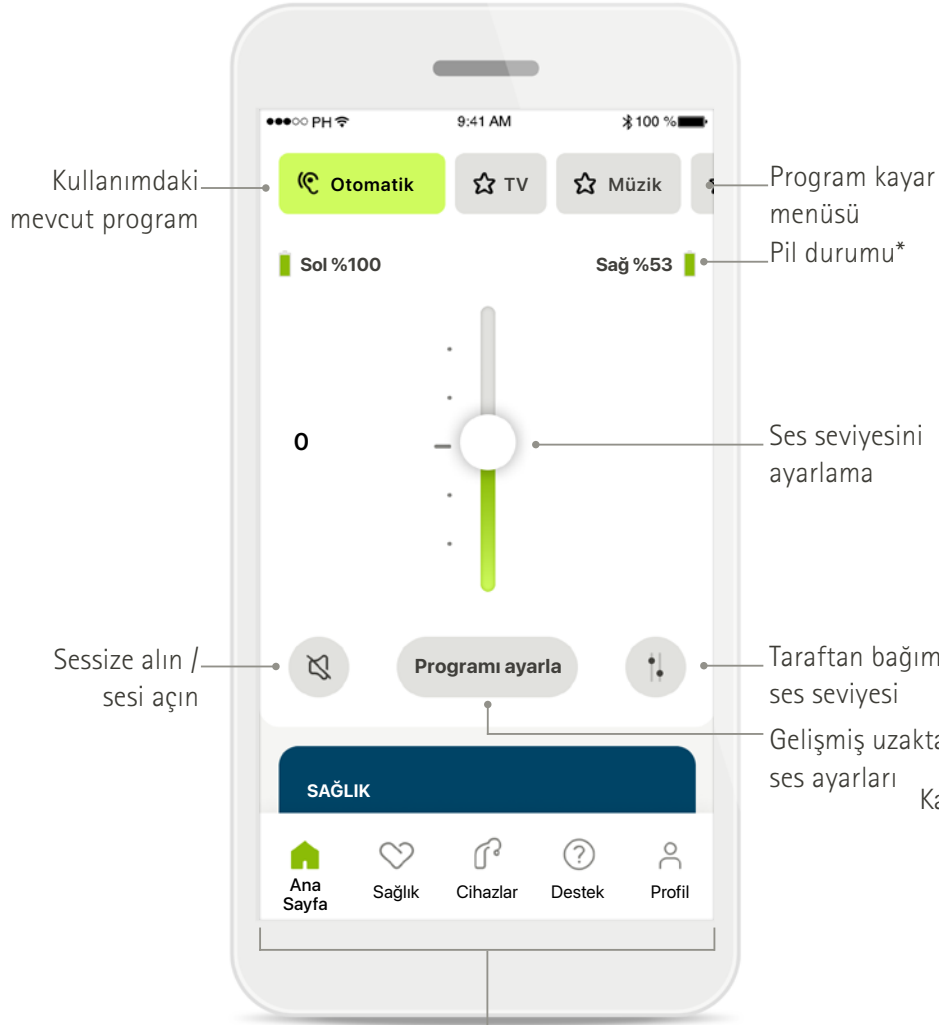 PH
9:41 AM
100 %
Kullanımdaki
mevcut program
Otomatik
TV
Müzik
Program kayar
menüsü
Sol %100
Sağ %53
Pil durumu*
0
Ses seviyesini
ayarlama
Sessize alın /
sesi açın
Programı ayarla
Taraftan
ses seviyesi
Gelişmiş
ses ayarları
SAĞLIK
Ana
Sayfa
Sağlık
Cihazlar
Destek
Profil